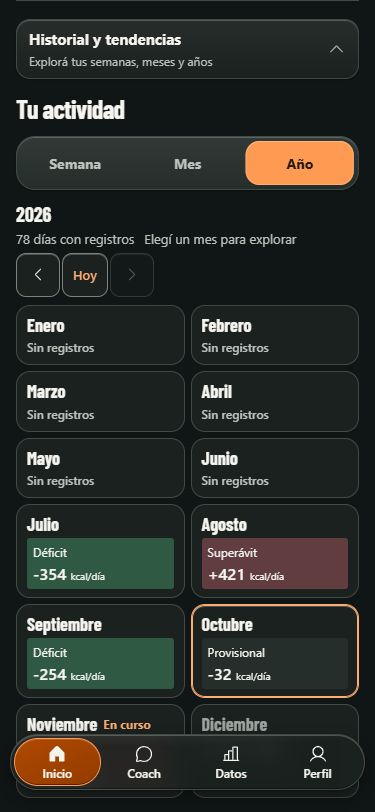 Historial y tendencias
Explorá tus semanas, meses y años
Tu actividad
Semana Mes Año
2026
78 días con registros Elegí un mes para explorar
Hoy
Enero Febrero
Sin registros Sin registros
Marzo Abril
Sin registros Sin registros
Mayo Junio
Sin registros Sin registros
Julio Agosto
Déficit Superávit
-354 kcal/día +421 kcal/día
Septiembre Octubre
Déficit Provisional
-254 kcal/día -32 kcal/día
Noviembre En curso Diciembre
Inicio Coach Datos Perfil